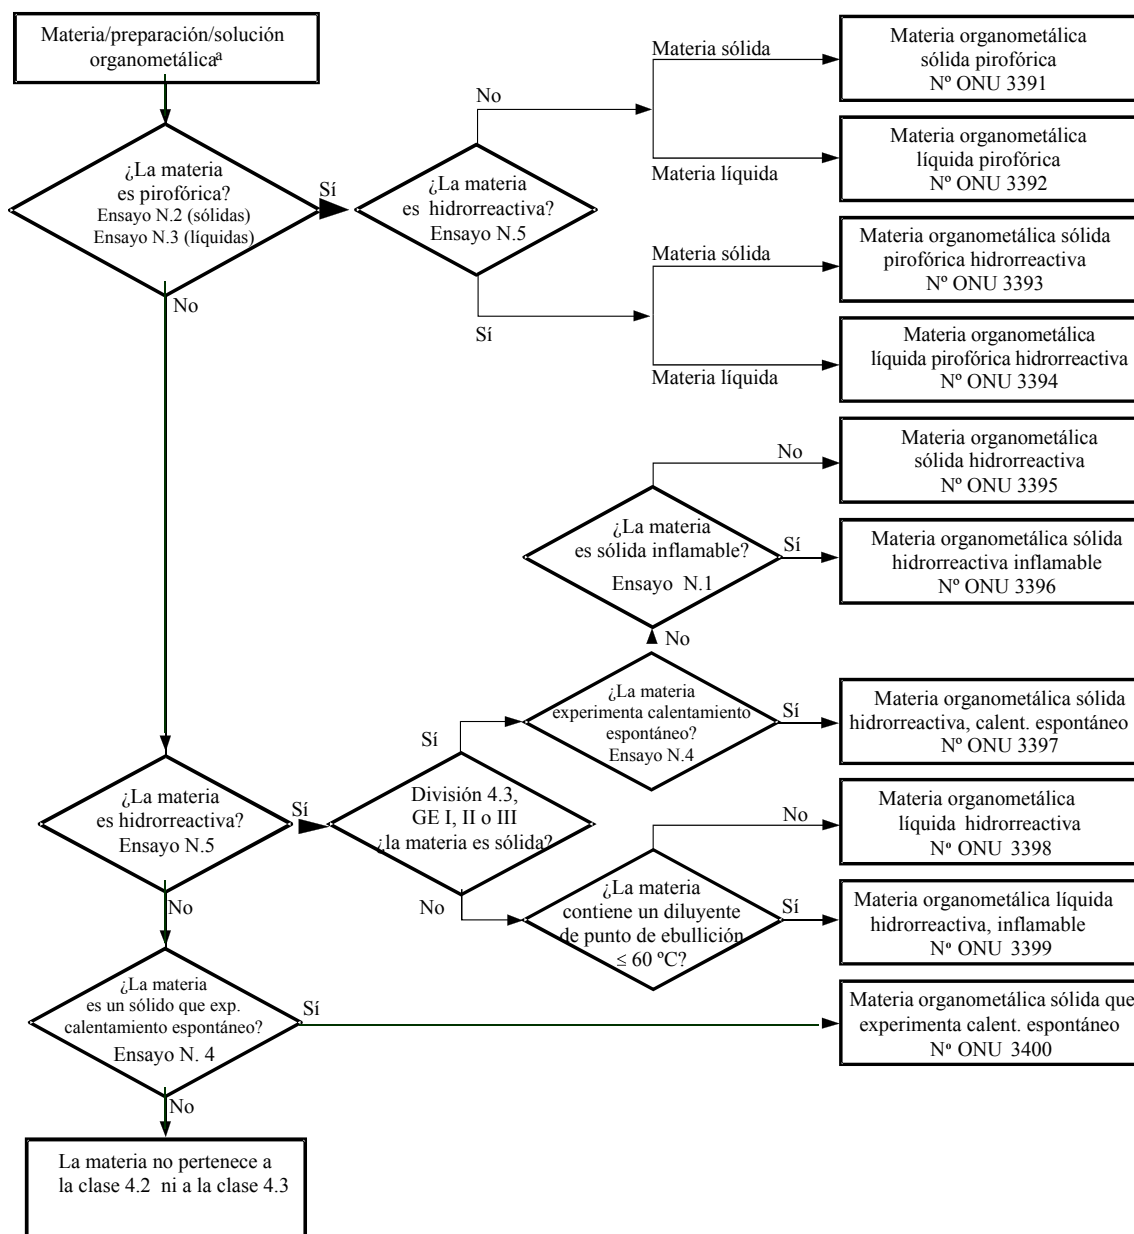 Materia/preparación/solución
organometálicaª
¿La materia
es pirofórica?
Ensayo N.2 (sólidas)
Ensayo N.3 (líquidas)
Sí
No
¿La materia
es hidrorreactiva?
Ensayo N.5
No
Sí
Materia sólida
Materia líquida
Materia organometálica
sólida pirofórica
Nº ONU 3391
Materia organometálica
líquida pirofórica
Nº ONU 3392
Materia sólida
Materia líquida
Materia organometálica sólida
pirofórica hidrorreactiva
Nº ONU 3393
Materia organometálica
líquida pirofórica hidrorreactiva
Nº ONU 3394
No
Materia organometálica
sólida hidrorreactiva
Nº ONU 3395
¿La materia
es sólida inflamable?
Ensayo N.1
Sí
Materia organometálica sólida
hidrorreactiva inflamable
Nº ONU 3396
No
¿La materia
experimenta calentamiento
espontáneo?
Ensayo N.4
Sí
Materia organometálica sólida
hidrorreactiva, calent. espontáneo
Nº ONU 3397
¿La materia
es hidrorreactiva?
Ensayo N.5
Sí
No
División 4.3,
GE I, II o III
¿la materia es sólida?
Sí
No
¿La materia
contiene un diluyente
de punto de ebullición
≤ 60 ºC?
No
Sí
Materia organometálica
líquida hidrorreactiva
Nº ONU 3398
Materia organometálica líquida
hidrorreactiva, inflamable
Nº ONU 3399
¿La materia
es un sólido que exp.
calentamiento espontáneo?
Ensayo N. 4
Sí
No
Materia organometálica sólida que
experimenta calent. espontáneo
Nº ONU 3400
La materia no pertenece a
la clase 4.2 ni a la clase 4.3